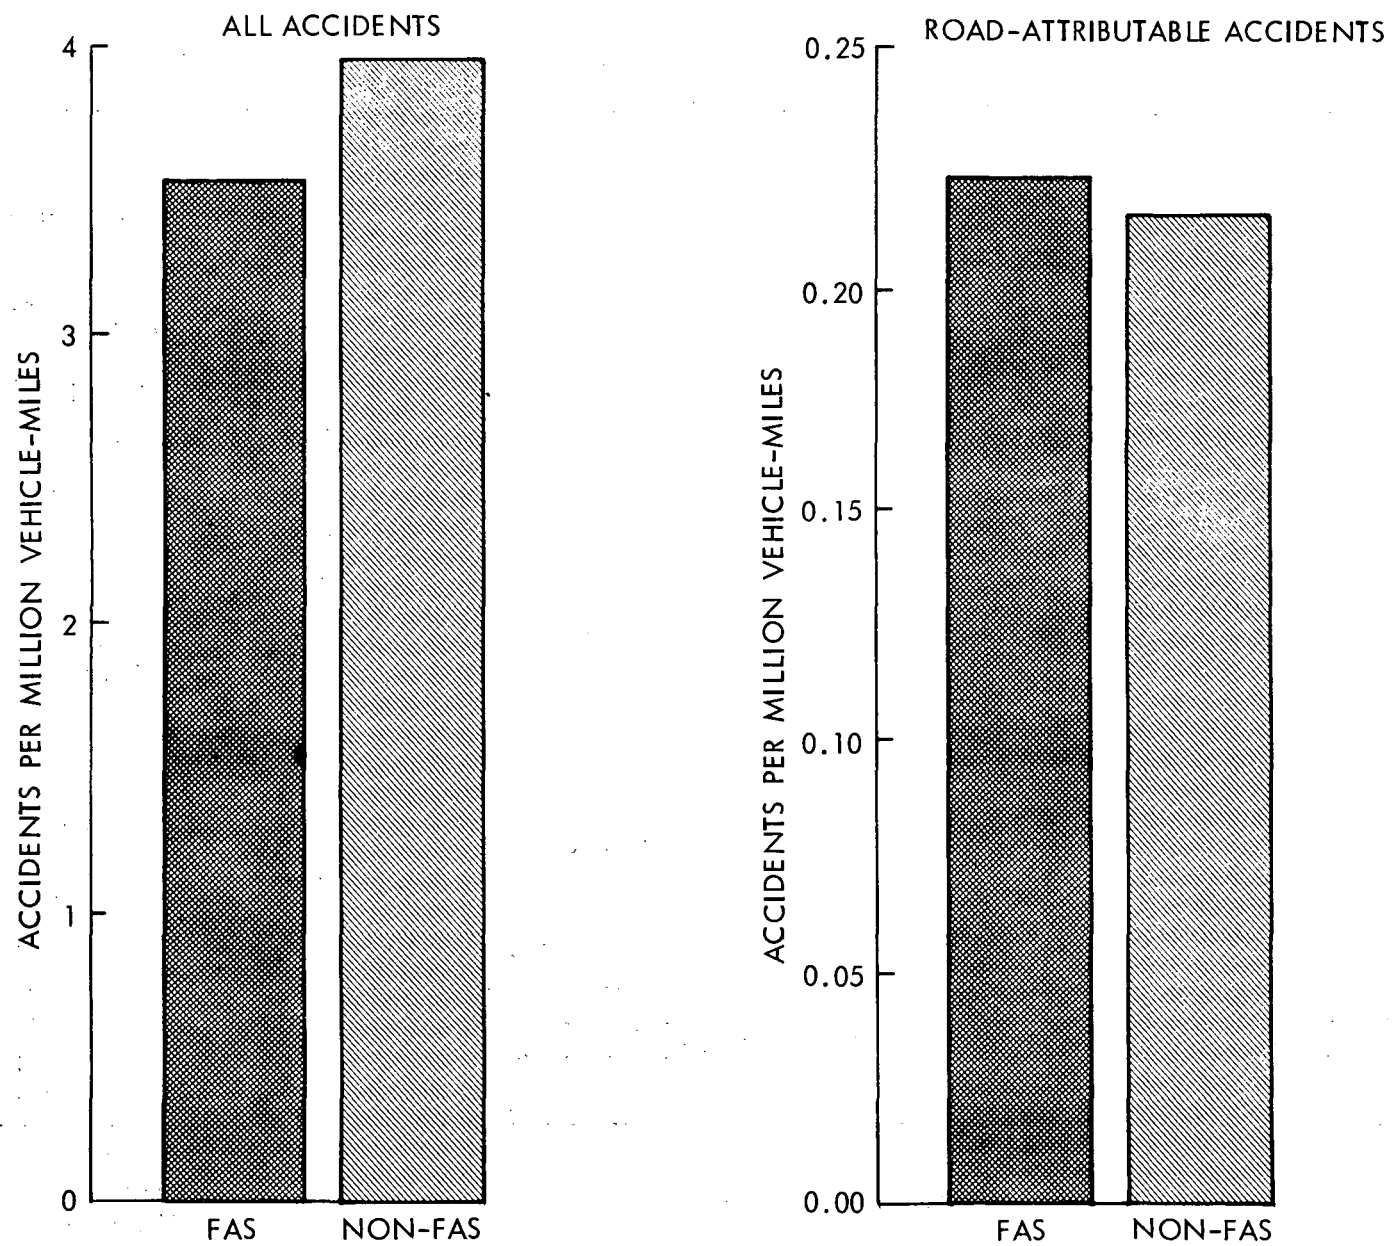 ALL ACCIDENTS
ACCIDENTS PER MILLION VEHICLE-MILES
4
3
2
1
0
FAS NON-FAS
ROAD-ATTRIBUTABLE ACCIDENTS
ACCIDENTS PER MILLION VEHICLE-MILES
0.25
0.20
0.15
0.10
0.05
0.00
FAS NON-FAS